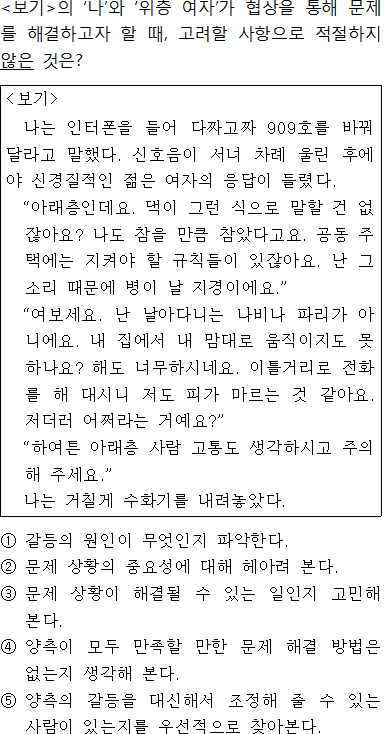 <보기>의 ‘나’와 ‘위층 여자’가 협상을 통해 문제
를 해결하고자 할 때, 고려할 사항으로 적절하지
않은 것은?
<보기>
나는 인터폰을 들어 다짜고짜 909호를 바꿔
달라고 말했다. 신호음이 서너 차례 울린 후에
야 신경질적인 젊은 여자의 응답이 들렸다.
“아래층인데요. 댁이 그런 식으로 말할 건 없
잖아요? 나도 참을 만큼 참았다고요. 공동 주
택에는 지켜야 할 규칙들이 있잖아요. 난 그
소리 때문에 병이 날 지경이에요.”
“여보세요. 난 날아다니는 나비나 파리가 아
니에요. 내 집에서 내 맘대로 움직이지도 못
하나요? 해도 너무하시네요. 이틀거리로 전화
를 해 대시니 저도 피가 마르는 것 같아요.
저더러 어쩌라는 거예요?”
“하여튼 아래층 사람 고통도 생각하시고 주의
해 주세요.”
나는 거칠게 수화기를 내려놓았다.
① 갈등의 원인이 무엇인지 파악한다.
② 문제 상황의 중요성에 대해 헤아려 본다.
③ 문제 상황이 해결될 수 있는 일인지 고민해
본다.
④ 양측이 모두 만족할 만한 문제 해결 방법은
없는지 생각해 본다.
⑤ 양측의 갈등을 대신해서 조정해 줄 수 있는
사람이 있는지를 우선적으로 찾아본다.